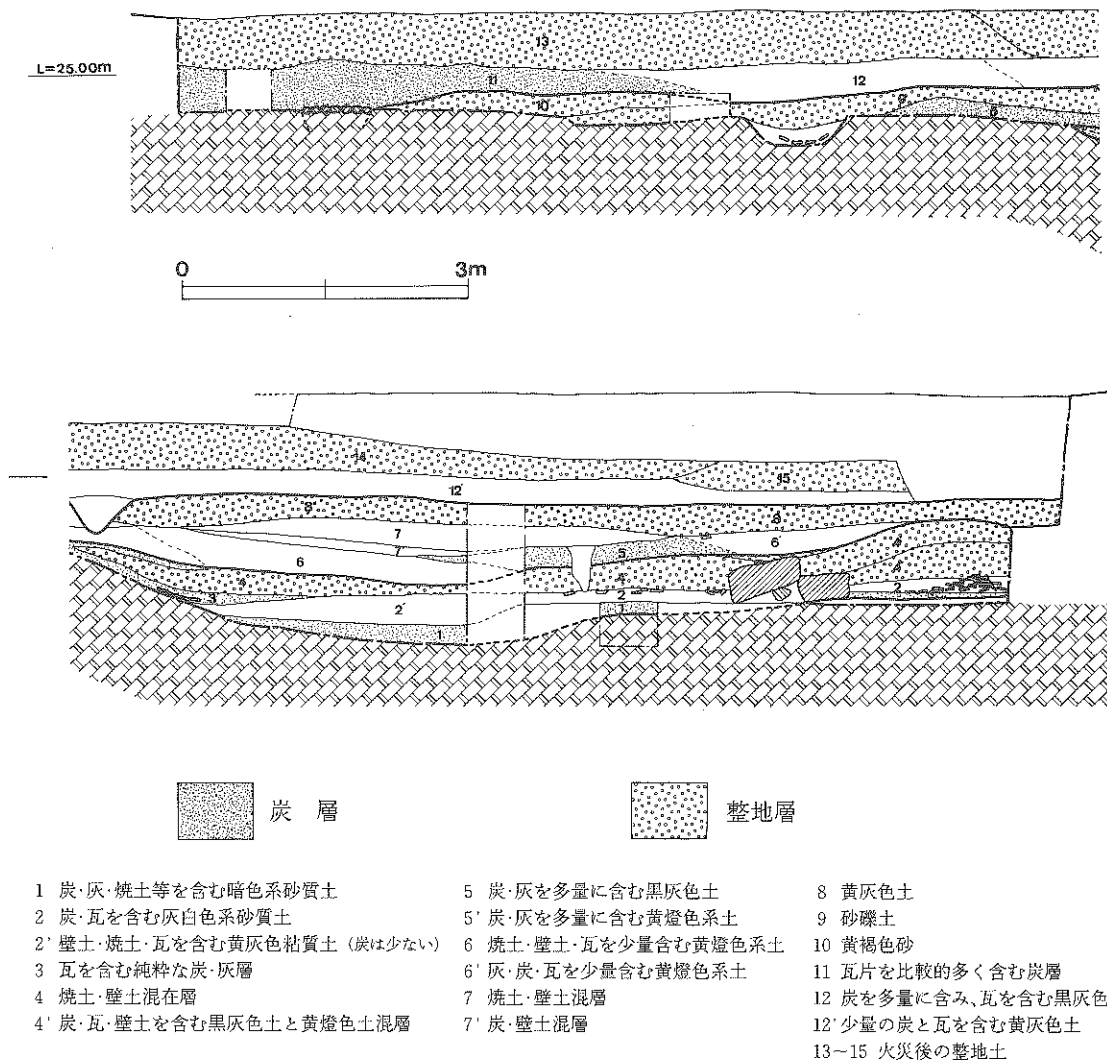 13
L=25.00m
11
12
10
9
8
0 3m
14
12
15
8
8
7
7
6
5
6'
4
4
4'
4'
3
2'
2
2
1
1
炭 層
整地層
1 炭・灰・焼土等を含む暗色系砂質土
2 炭・瓦を含む灰白色系砂質土
2' 壁土・焼土・瓦を含む黄灰色粘質土 (炭は少ない)
3 瓦を含む純粋な炭・灰層
4 焼土・壁土混在層
4' 炭・瓦・壁土を含む黒灰色土と黄燈色土混層
5 炭・灰を多量に含む黒灰色土
5' 炭・灰を多量に含む黄燈色系土
6 焼土・壁土・瓦を少量含む黄燈色系土
6' 灰・炭・瓦を少量含む黄燈色系土
7 焼土・壁土混層
7' 炭・壁土混層
8 黄灰色土
9 砂礫土
10 黄褐色砂
11 瓦片を比較的多く含む炭層
12 炭を多量に含み、瓦を含む黒灰色
12' 少量の炭と瓦を含む黄灰色土
13~15 火災後の整地土